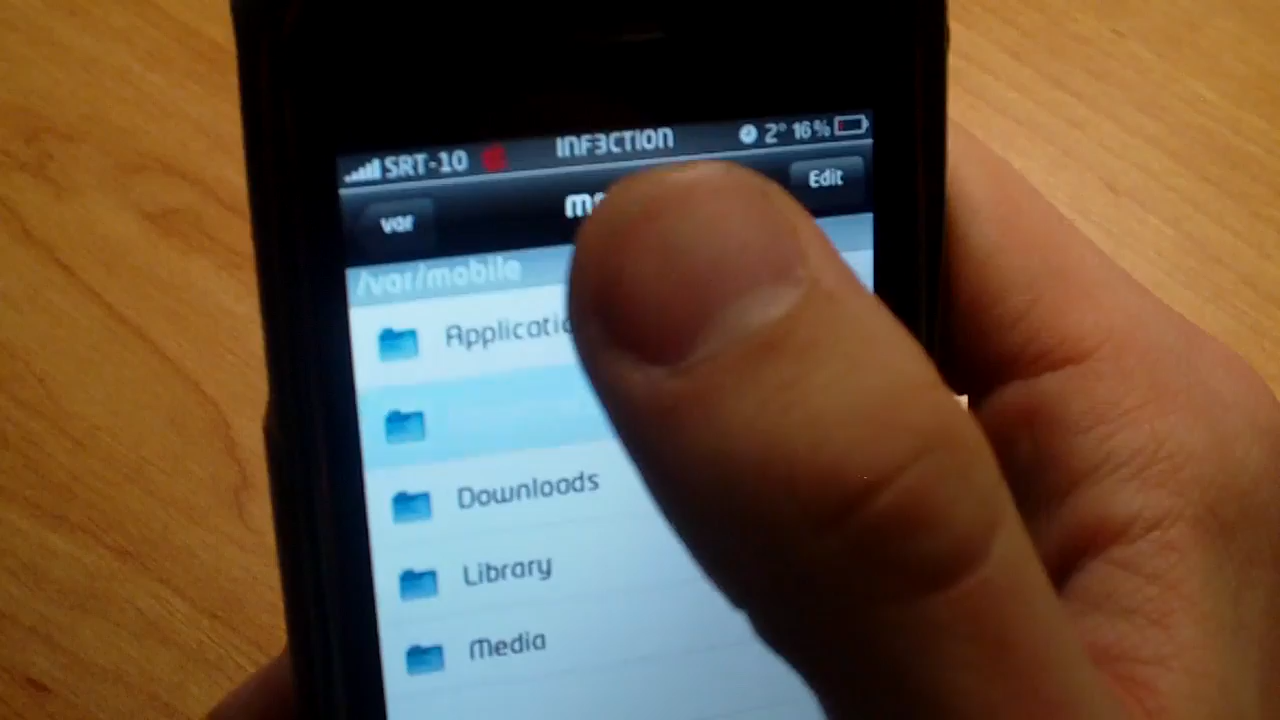 SRT-10 INF3CTION 2° 16%
var Edit
/var/mobile
Downloads
Library
Media